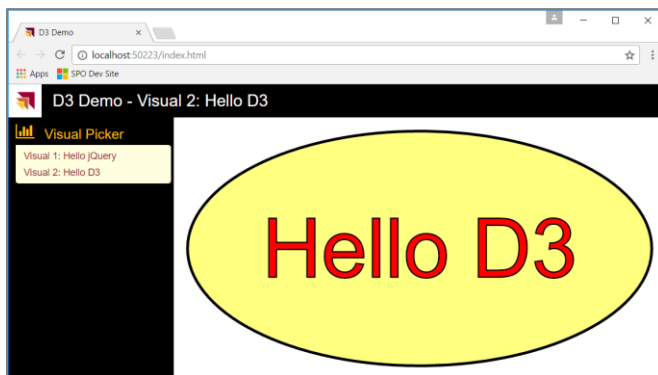 D3 Demo
localhost:50223/index.html
Apps SPO Dev Site
D3 Demo - Visual 2: Hello D3
Visual Picker
Visual 1: Hello jQuery
Visual 2: Hello D3
Hello D3